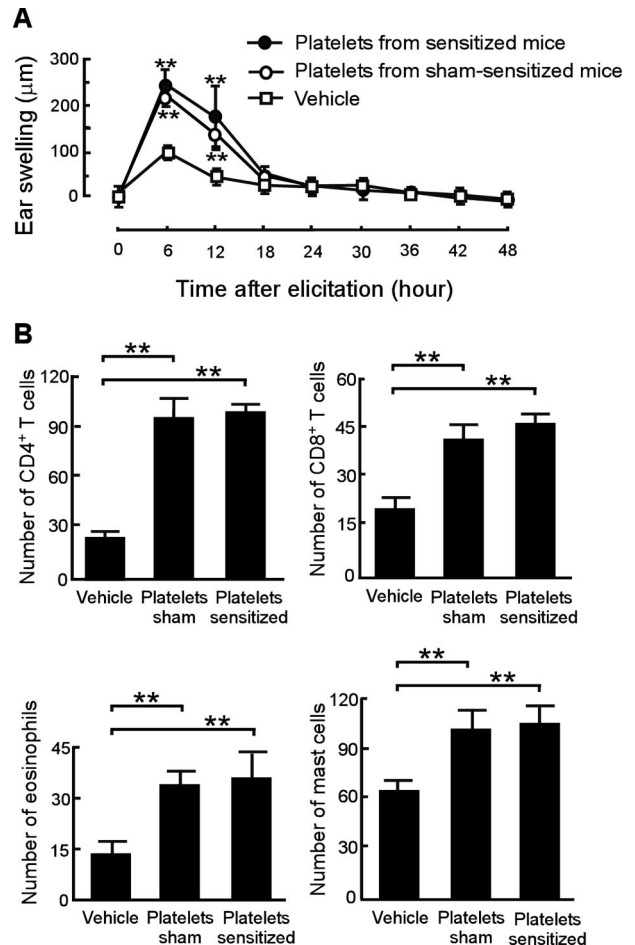 A
Ear swelling (μm)
300
200
100
0
**
**
**
**
Platelets from sensitized mice
Platelets from sham-sensitized mice
Vehicle
0 6 12 18 24 30 36 42 48
Time after elicitation (hour)
B
Number of CD4+ T cells
120
90
30
0
**
**
Vehicle Platelets Platelets
sham sensitized
Number of CD8+ T cells
60
45
30
15
0
**
**
Vehicle Platelets Platelets
sham sensitized
Number of eosinophils
45
30
15
0
**
**
Vehicle Platelets Platelets
sham sensitized
Number of mast cells
120
90
60
30
0
**
**
Vehicle Platelets Platelets
sham sensitized